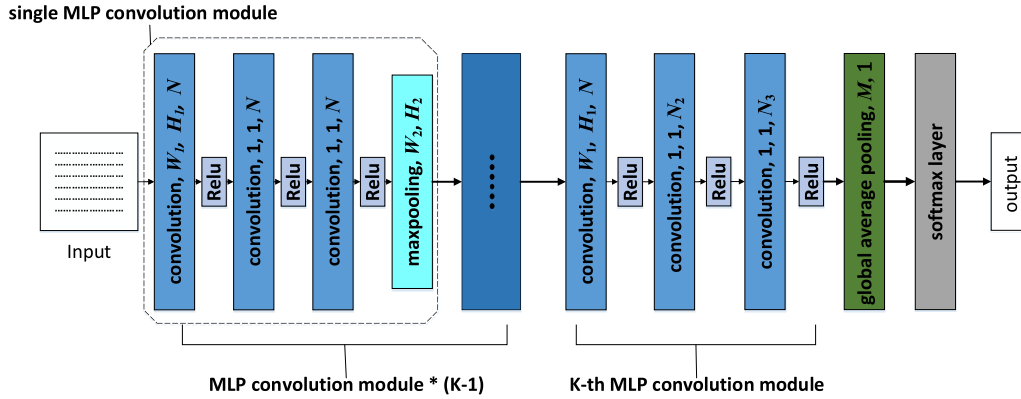 single MLP convolution module
Input
convolution, W1, H1, N
Relu
convolution, 1, 1, N
Relu
convolution, 1, 1, N
Relu
maxpooling, W2, H2
convolution, W1, H1, N
Relu
convolution, 1, 1, N2
Relu
convolution, 1, 1, N3
Relu
global average pooling, M, 1
softmax layer
output
MLP convolution module * (K-1)
K-th MLP convolution module